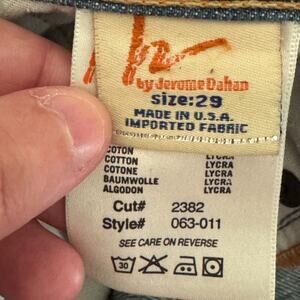 by Jerome Dahan
SIZE:29
MADE IN U.S.A.
IMPORTED FABRIC
COTON LYCRA
COTTON LYCRA
COTONE LYCRA
BAUMWOLLE LYCRA
ALGODON LYCRA
Cut# 2382
Style# 063-011
SEE CARE ON REVERSE
30